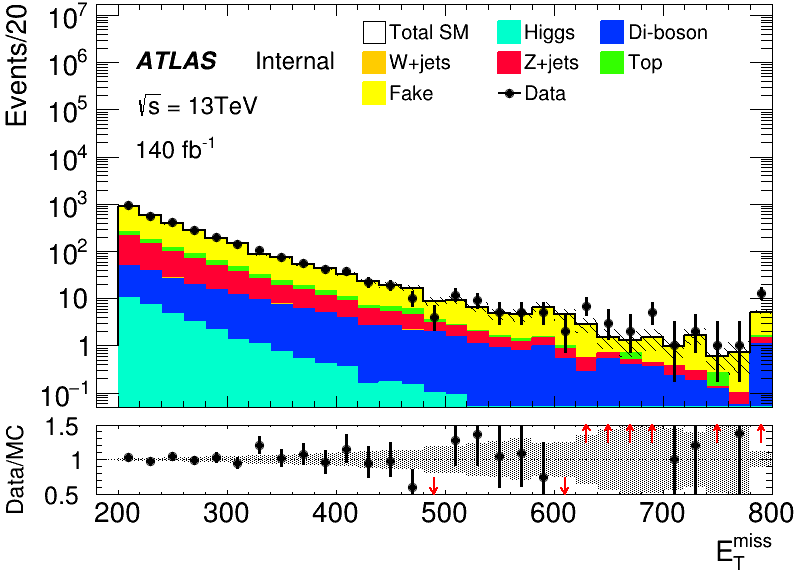 Events/20
10⁷
10⁶
10⁵
10⁴
10³
10²
10
1
10⁻¹
ATLAS Internal
√s = 13TeV
140 fb⁻¹
Total SM
Higgs
Di-boson
W+jets
Z+jets
Top
Fake
Data
Data/MC
1.5
1
0.5
200 300 400 500 600 700 800
E_T^miss